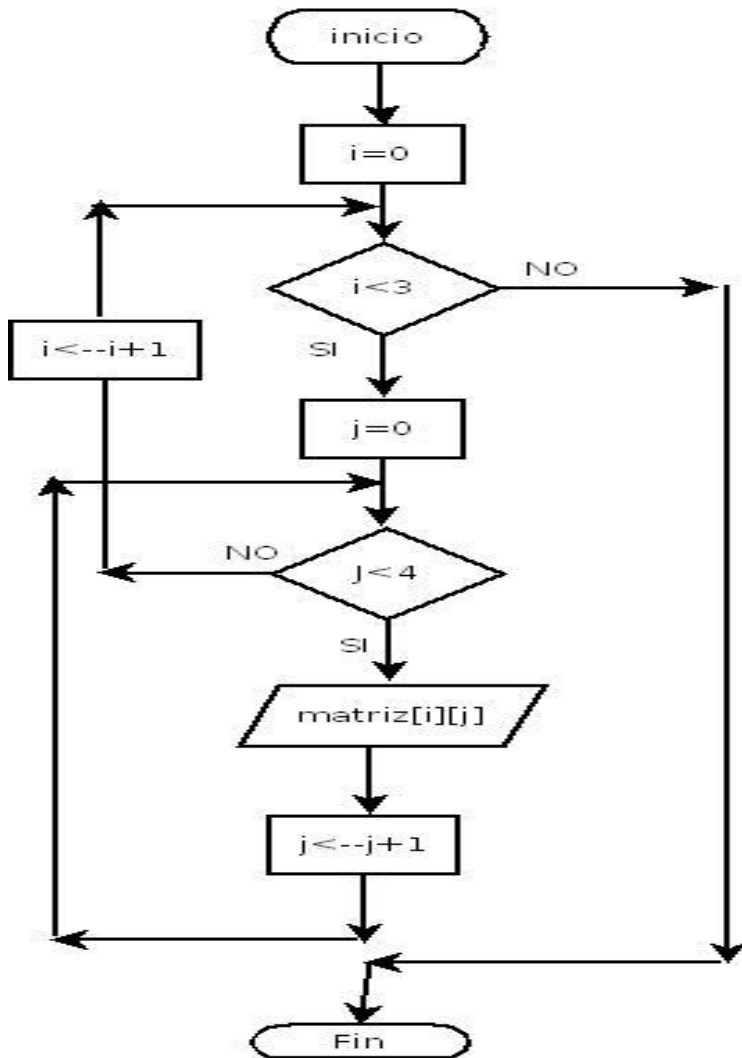 inicio
i=0
i<3
NO
SI
i<--i+1
j=0
J<4
NO
SI
matriz[i][j]
j<--j+1
Fin